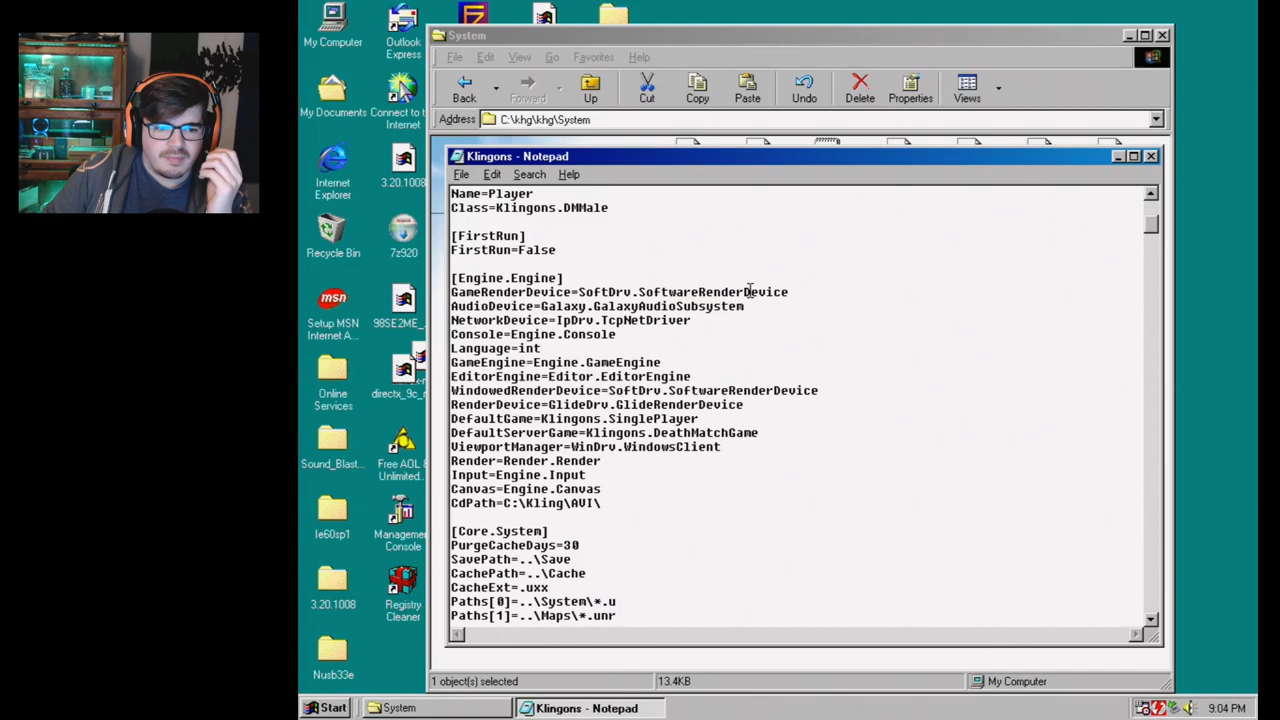 My Computer
Outlook
Express
My Documents
Connect to t
Internet
Internet
Explorer
3.20.1008
Recycle Bin
7z920
msn
Setup MSN
Internet A...
98SE2ME_
Online
Services
directx_9c_r
Sound_Blast
Free AOL &
Unlimited..
Ie60sp1
Manageme
Console
3.20.1008
Registry
Cleaner
Nusb33e
System
File Edit View Go Favorites Help
Back Forward Up Cut Copy Paste Undo Delete Properties Views
Address C:\khg\khg\System
Klingons - Notepad
File Edit Search Help
Name=Player
Class=Klingons.DMMale
[FirstRun]
FirstRun=False
[Engine.Engine]
GameRenderDevice=SoftDrv.SoftwareRenderDevice
AudioDevice=Galaxy.GalaxyAudioSubsystem
NetworkDevice=IpDrv.TcpNetDriver
Console=Engine.Console
Language=int
GameEngine=Engine.GameEngine
EditorEngine=Editor.EditorEngine
WindowedRenderDevice=SoftDrv.SoftwareRenderDevice
RenderDevice=GlideDrv.GlideRenderDevice
DefaultGame=Klingons.SinglePlayer
DefaultServerGame=Klingons.DeathMatchGame
ViewportManager=WinDrv.WindowsClient
Render=Render.Render
Input=Engine.Input
Canvas=Engine.Canvas
CdPath=C:\Kling\AVI\
[Core.System]
PurgeCacheDays=30
SavePath=..\Save
CachePath=..\Cache
CacheExt=.uxx
Paths[0]=..\System\*.u
Paths[1]=..\Maps\*.unr
1 object(s) selected 13.4KB My Computer
Start System Klingons - Notepad 9:04 PM